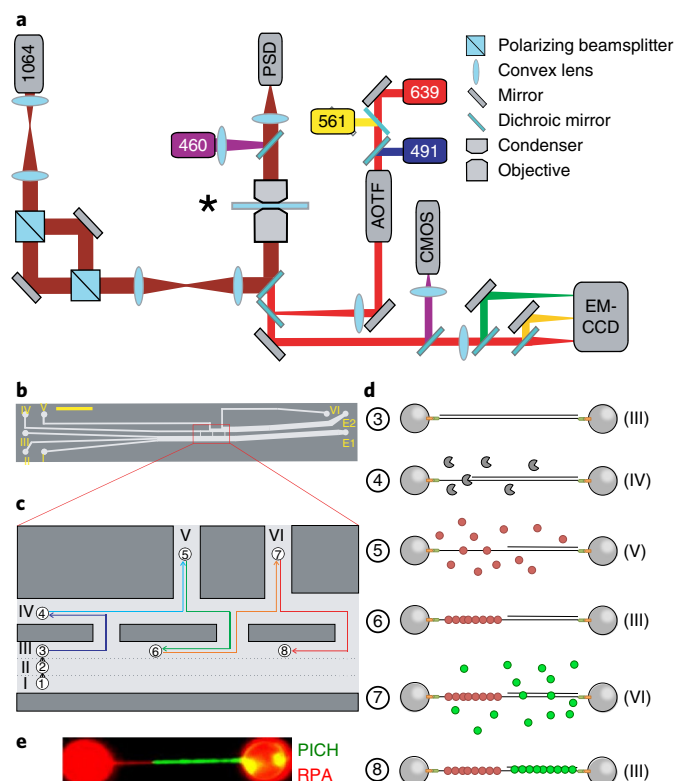 a
1064
PSD
460
*
561
639
491
AOTF
CMOS
EM-
CCD
Polarizing beamsplitter
Convex lens
Mirror
Dichroic mirror
Condenser
Objective
b
IV
V
VI
E2
III
E1
II
I
c
V
VI
5
7
IV
4
III
3
6
8
II
2
I
1
d
3
(III)
4
(IV)
5
(V)
6
(III)
7
(VI)
8
(III)
e
PICH
RPA